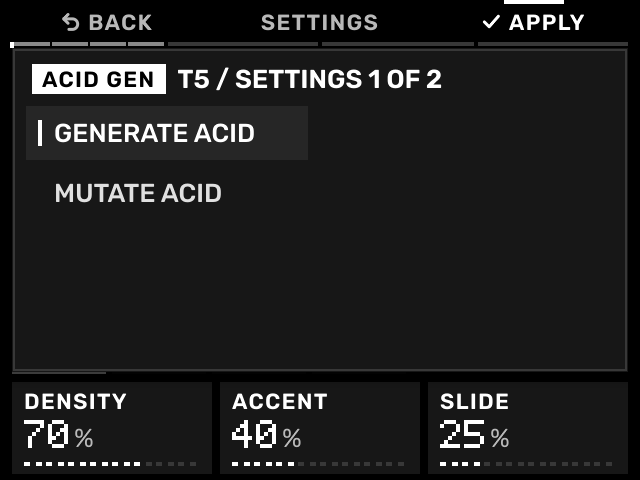 BACK SETTINGS APPLY
ACID GEN T5 / SETTINGS 1 OF 2
GENERATE ACID
MUTATE ACID
DENSITY ACCENT SLIDE
70% 40% 25%